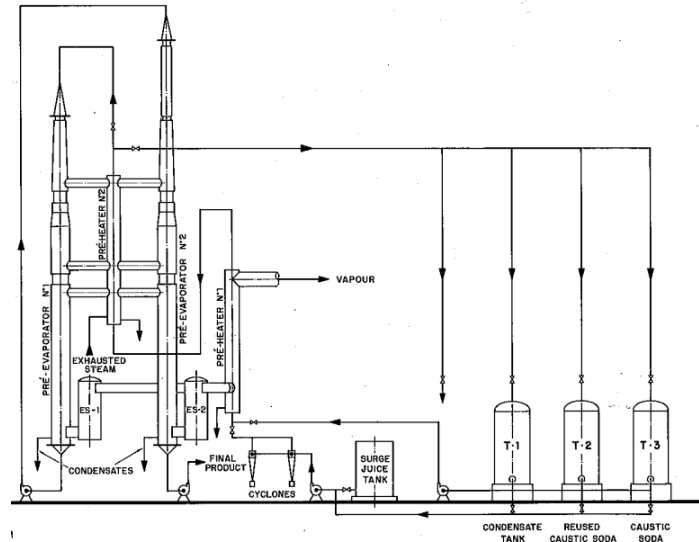 PRÉ-HEATER Nº2
PRÉ-EVAPORATOR Nº2
PRÉ-EVAPORATOR Nº1
PRÉ-HEATER Nº1
VAPOUR
EXHAUSTED
STEAM
ES-1
ES-2
CONDENSATES
FINAL
PRODUCT
CYCLONES
SURGE
JUICE
TANK
T·1
T·2
T·3
CONDENSATE
TANK
REUSED
CAUSTIC SODA
CAUSTIC
SODA